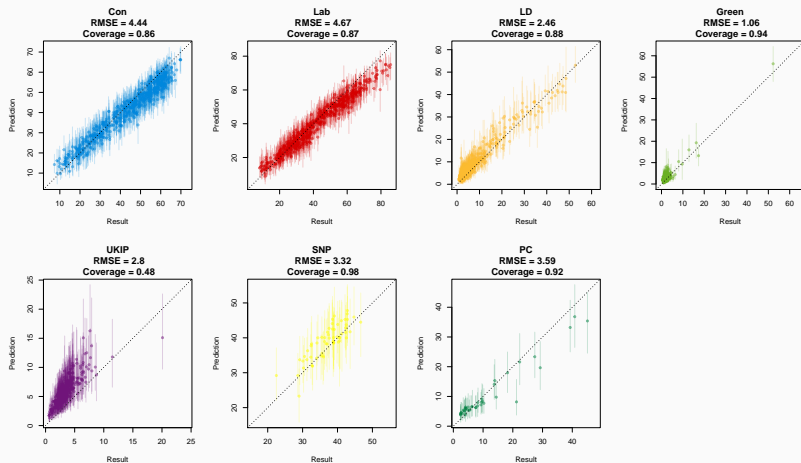 Con
RMSE = 4.44
Coverage = 0.86
Prediction
10 20 30 40 50 60 70
10 20 30 40 50 60 70
Result
Lab
RMSE = 4.67
Coverage = 0.87
Prediction
20 40 60 80
20 40 60 80
Result
LD
RMSE = 2.46
Coverage = 0.88
Prediction
0 10 20 30 40 50 60
0 10 20 30 40 50 60
Result
Green
RMSE = 1.06
Coverage = 0.94
Prediction
0 10 20 30 40 50 60
0 10 20 30 40 50 60
Result
UKIP
RMSE = 2.8
Coverage = 0.48
Prediction
0 5 10 15 20 25
0 5 10 15 20 25
Result
SNP
RMSE = 3.32
Coverage = 0.98
Prediction
20 30 40 50
20 30 40 50
Result
PC
RMSE = 3.59
Coverage = 0.92
Prediction
0 10 20 30 40
0 10 20 30 40
Result